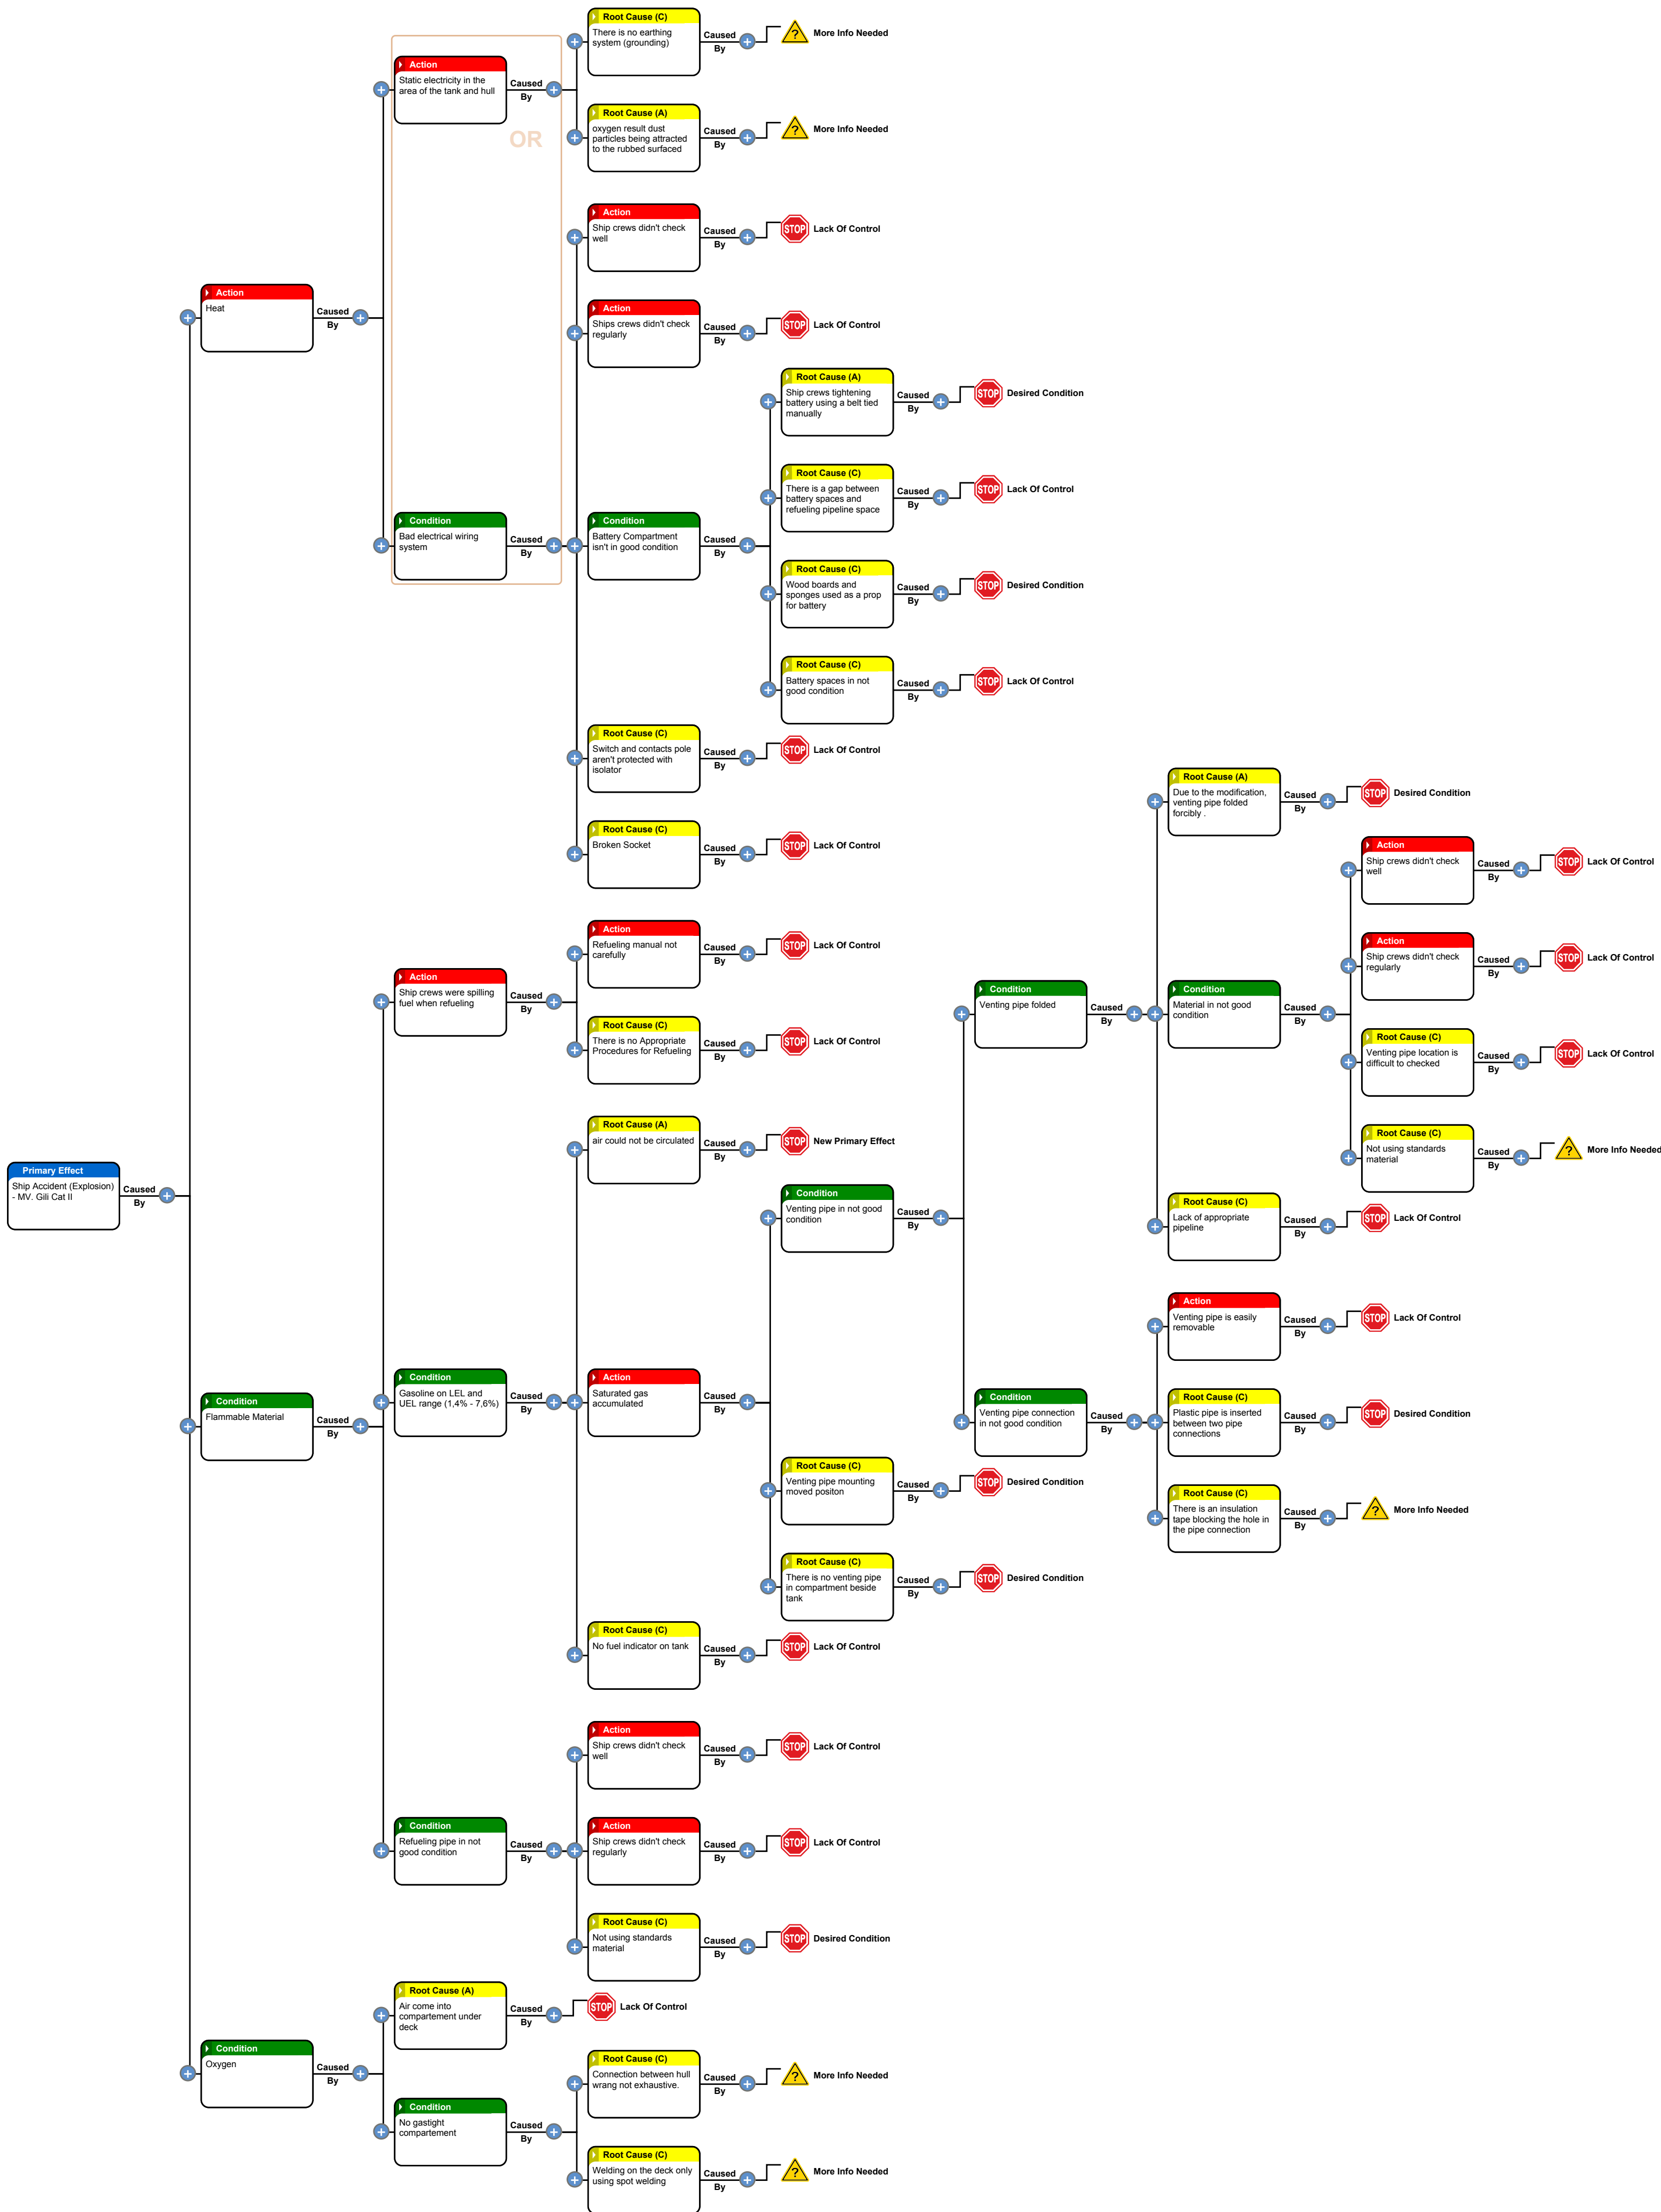 Primary Effect
Ship Accident (Explosion)
- MV. Gili Cat II
Caused
By
Action
Heat
Caused
By
Action
Static electricity in the
area of the tank and hull
Caused
By
OR
Root Cause (C)
There is no earthing
system (grounding)
Caused
By
?
More Info Needed
Root Cause (A)
oxygen result dust
particles being attracted
to the rubbed surfaced
Caused
By
?
More Info Needed
Condition
Bad electrical wiring
system
Caused
By
Action
Ship crews didn't check
well
Caused
By
STOP
Lack Of Control
Action
Ships crews didn't check
regularly
Caused
By
STOP
Lack Of Control
Condition
Battery Compartment
isn't in good condition
Caused
By
Root Cause (A)
Ship crews tightening
battery using a belt tied
manually
Caused
By
STOP
Desired Condition
Root Cause (C)
There is a gap between
battery spaces and
refueling pipeline space
Caused
By
STOP
Lack Of Control
Root Cause (C)
Wood boards and
sponges used as a prop
for battery
Caused
By
STOP
Desired Condition
Root Cause (C)
Battery spaces in not
good condition
Caused
By
STOP
Lack Of Control
Root Cause (C)
Switch and contacts pole
aren't protected with
isolator
Caused
By
STOP
Lack Of Control
Root Cause (C)
Broken Socket
Caused
By
STOP
Lack Of Control
Condition
Flammable Material
Caused
By
Action
Ship crews were spilling
fuel when refueling
Caused
By
Action
Refueling manual not
carefully
Caused
By
STOP
Lack Of Control
Root Cause (C)
There is no Appropriate
Procedures for Refueling
Caused
By
STOP
Lack Of Control
Condition
Gasoline on LEL and
UEL range (1,4% - 7,6%)
Caused
By
Root Cause (A)
air could not be circulated
Caused
By
STOP
New Primary Effect
Action
Saturated gas
accumulated
Caused
By
Condition
Venting pipe in not good
condition
Caused
By
Condition
Venting pipe folded
Caused
By
Root Cause (A)
Due to the modification,
venting pipe folded
forcibly .
Caused
By
STOP
Desired Condition
Condition
Material in not good
condition
Caused
By
Action
Ship crews didn't check
well
Caused
By
STOP
Lack Of Control
Action
Ship crews didn't check
regularly
Caused
By
STOP
Lack Of Control
Root Cause (C)
Venting pipe location is
difficult to checked
Caused
By
STOP
Lack Of Control
Root Cause (C)
Not using standards
material
Caused
By
?
More Info Needed
Root Cause (C)
Lack of appropriate
pipeline
Caused
By
STOP
Lack Of Control
Condition
Venting pipe connection
in not good condition
Caused
By
Action
Venting pipe is easily
removable
Caused
By
STOP
Lack Of Control
Root Cause (C)
Plastic pipe is inserted
between two pipe
connections
Caused
By
STOP
Desired Condition
Root Cause (C)
There is an insulation
tape blocking the hole in
the pipe connection
Caused
By
?
More Info Needed
Root Cause (C)
Venting pipe mounting
moved positon
Caused
By
STOP
Desired Condition
Root Cause (C)
There is no venting pipe
in compartment beside
tank
Caused
By
STOP
Desired Condition
Root Cause (C)
No fuel indicator on tank
Caused
By
STOP
Lack Of Control
Condition
Refueling pipe in not
good condition
Caused
By
Action
Ship crews didn't check
well
Caused
By
STOP
Lack Of Control
Action
Ship crews didn't check
regularly
Caused
By
STOP
Lack Of Control
Root Cause (C)
Not using standards
material
Caused
By
STOP
Desired Condition
Condition
Oxygen
Caused
By
Root Cause (A)
Air come into
compartement under
deck
Caused
By
STOP
Lack Of Control
Condition
No gastight
compartement
Caused
By
Root Cause (C)
Connection between hull
wrang not exhaustive.
Caused
By
?
More Info Needed
Root Cause (C)
Welding on the deck only
using spot welding
Caused
By
?
More Info Needed